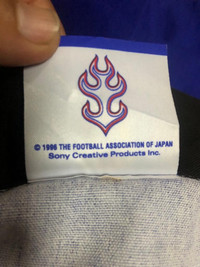 © 1996 THE FOOTBALL ASSOCIATION OF JAPAN
Sony Creative Products Inc.